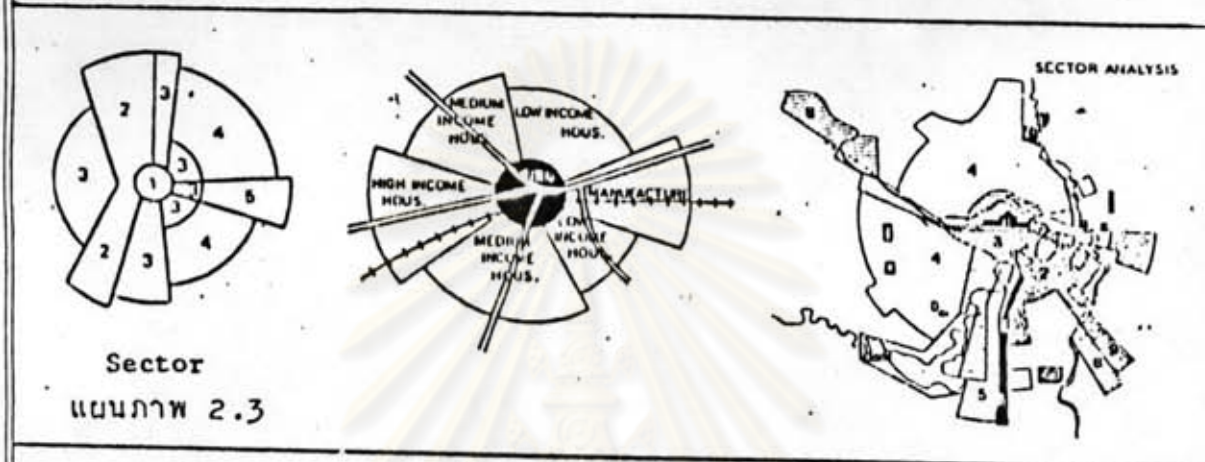 2
3
3
4
1
3
3
5
2
3
4
Sector
แผนภาพ 2.3
MEDIUM
INCOME
HOUS.
LOW INCOME
HOUS.
HIGH INCOME
HOUS.
MANUFACTURI
MEDIUM
INCOME
HOUS.
LOW
INCOME
HOUS.
SECTOR ANALYSIS
4
3
4
2
5